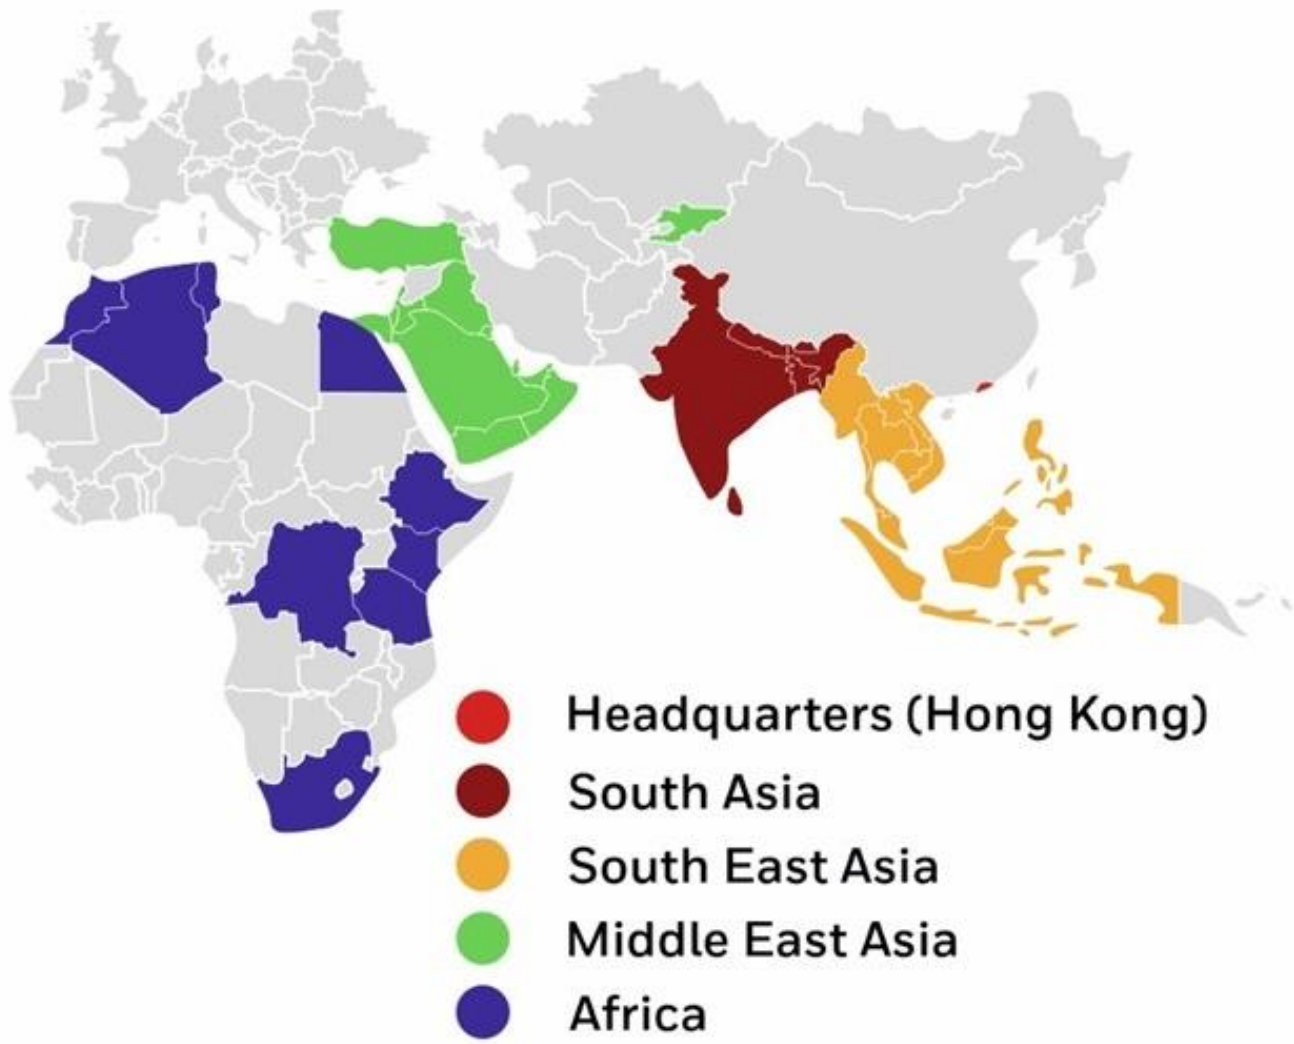 Headquarters (Hong Kong)
South Asia
South East Asia
Middle East Asia
Africa